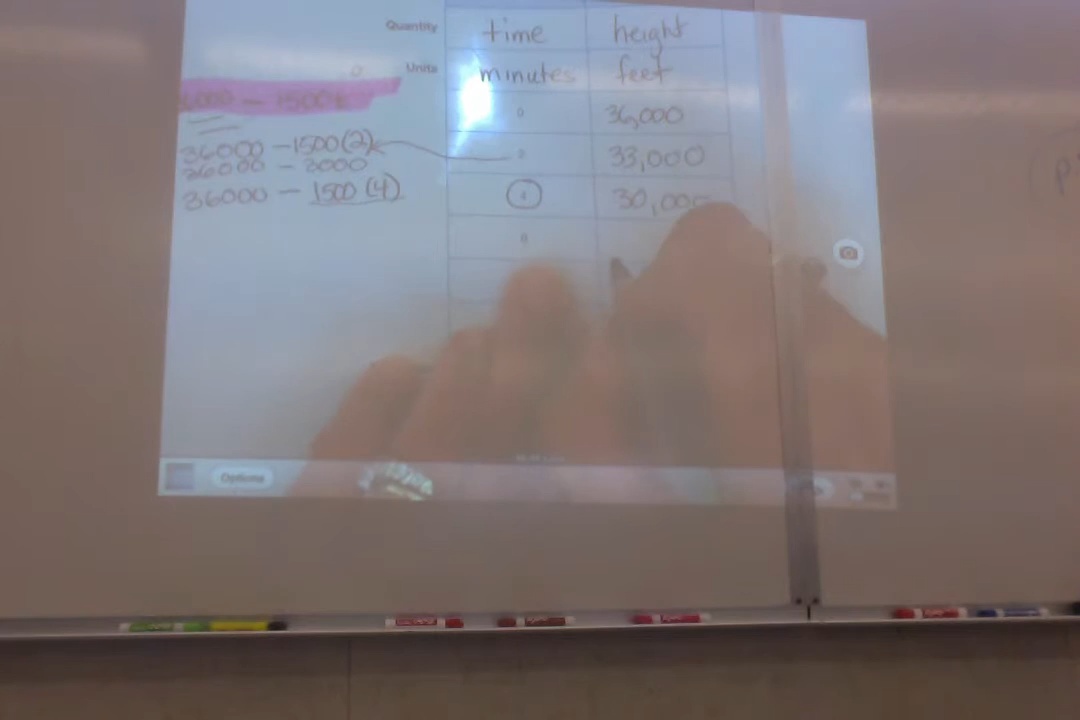 Quantity time height
Units minutes feet
0 36,000
36000 - 1500(2) 2 33,000
36000 - 3000
36000 - 1500(4) 30,000
Options